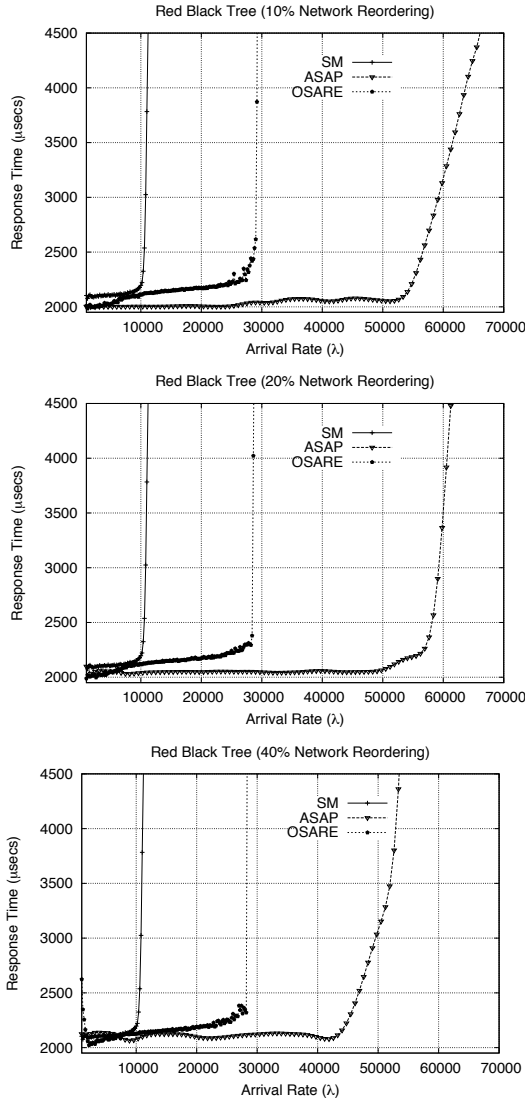 Red Black Tree (10% Network Reordering)
4500
4000
3500
3000
2500
2000
Response Time (μsecs)
SM
ASAP
OSARE
10000 20000 30000 40000 50000 60000 70000
Arrival Rate (λ)
Red Black Tree (20% Network Reordering)
4500
4000
3500
3000
2500
2000
Response Time (μsecs)
SM
ASAP
OSARE
10000 20000 30000 40000 50000 60000 70000
Arrival Rate (λ)
Red Black Tree (40% Network Reordering)
4500
4000
3500
3000
2500
2000
Response Time (μsecs)
SM
ASAP
OSARE
10000 20000 30000 40000 50000 60000 70000
Arrival Rate (λ)